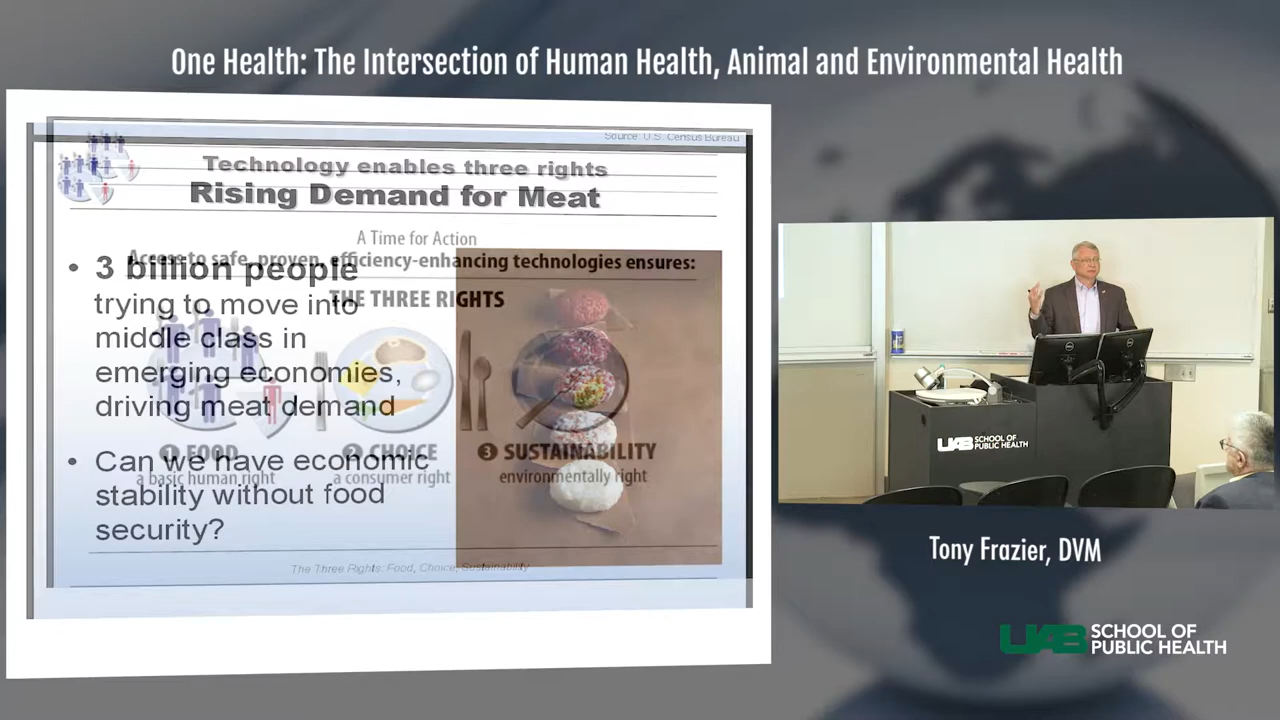 One Health: The Intersection of Human Health, Animal and Environmental Health
Source: U.S. Census Bureau
Technology enables three rights
Rising Demand for Meat
A Time for Action
Access to safe, proven, efficiency-enhancing technologies ensures:
THE THREE RIGHTS
• 3 billion people
trying to move into
middle class in
emerging economies,
driving meat demand
• Can we have economic
stability without food
security?
1 FOOD
a basic human right
2 CHOICE
a consumer right
3 SUSTAINABILITY
environmentally right
The Three Rights: Food, Choice, Sustainability
DELL
DELL
UAB SCHOOL OF
PUBLIC HEALTH
Tony Frazier, DVM
UAB SCHOOL OF
PUBLIC HEALTH